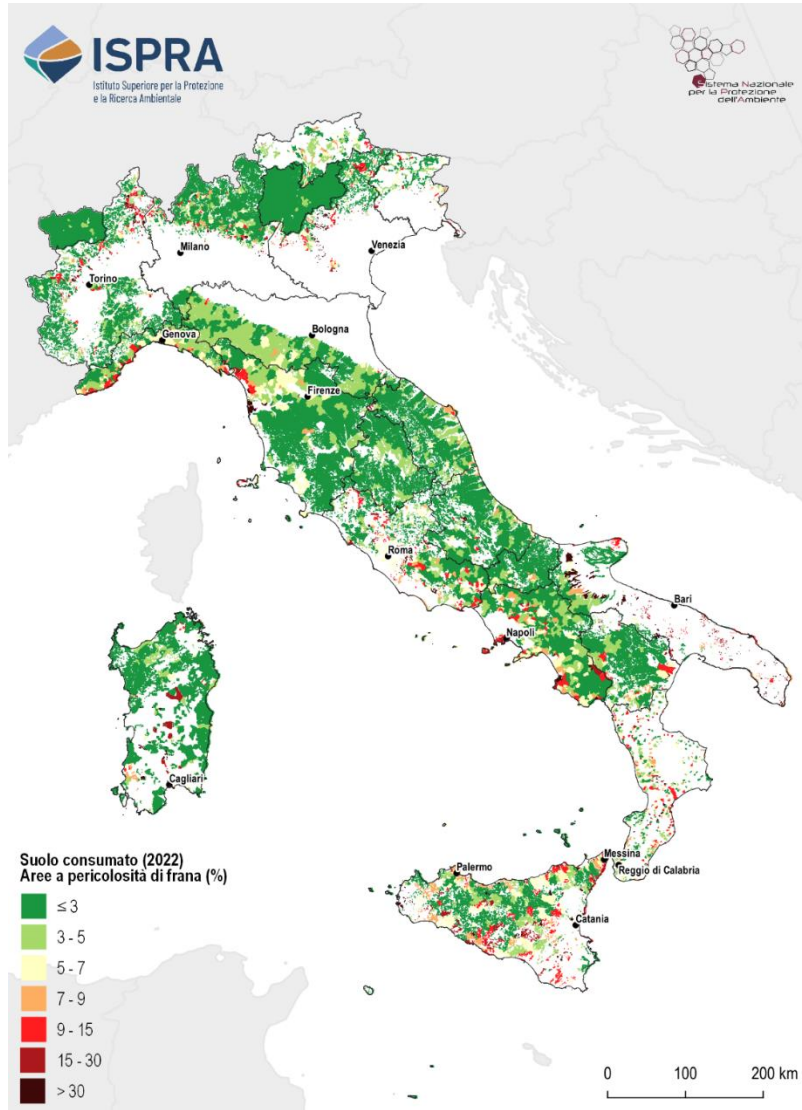 ISPRA
Istituto Superiore per la Protezione
e la Ricerca Ambientale
Sistema Nazionale
per la Protezione
dell'Ambiente
Milano
Venezia
Torino
Genova
Bologna
Firenze
Roma
Bari
Napoli
Cagliari
Messina
Palermo
Reggio di Calabria
Catania
Suolo consumato (2022)
Aree a pericolosità di frana (%)
≤ 3
3 - 5
5 - 7
7 - 9
9 - 15
15 - 30
> 30
0 100 200 km